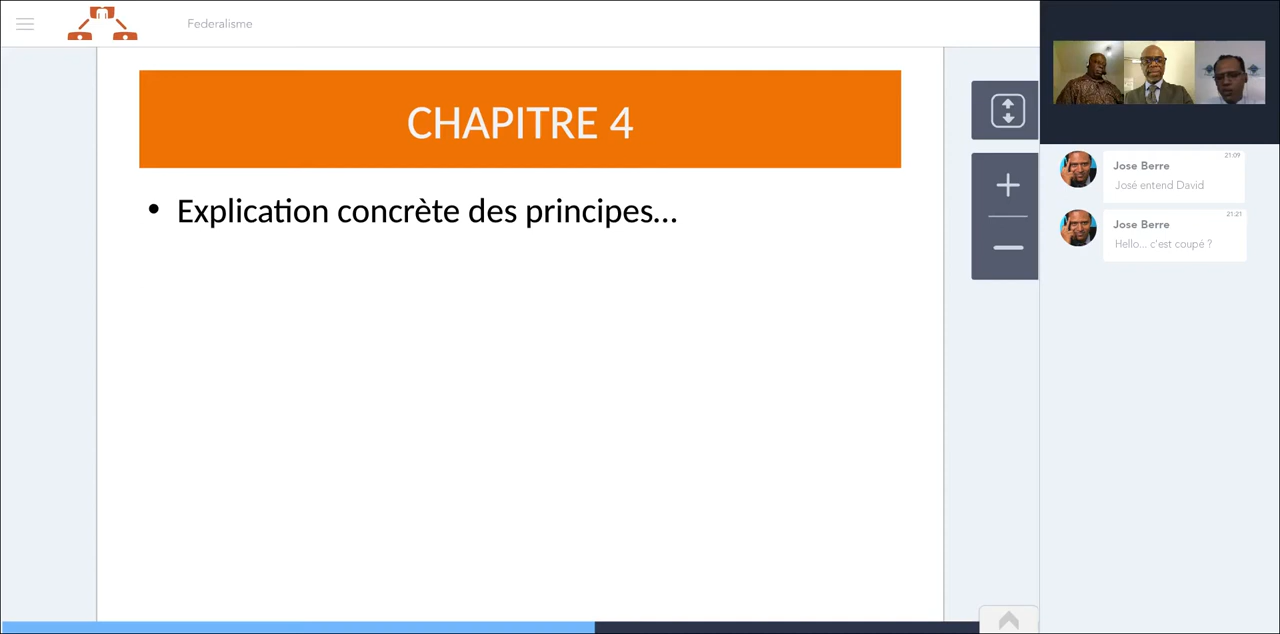 Federalisme
CHAPITRE 4
• Explication concrète des principes...
21:09
Jose Berre
José entend David
21:21
Jose Berre
Hello... c'est coupé ?